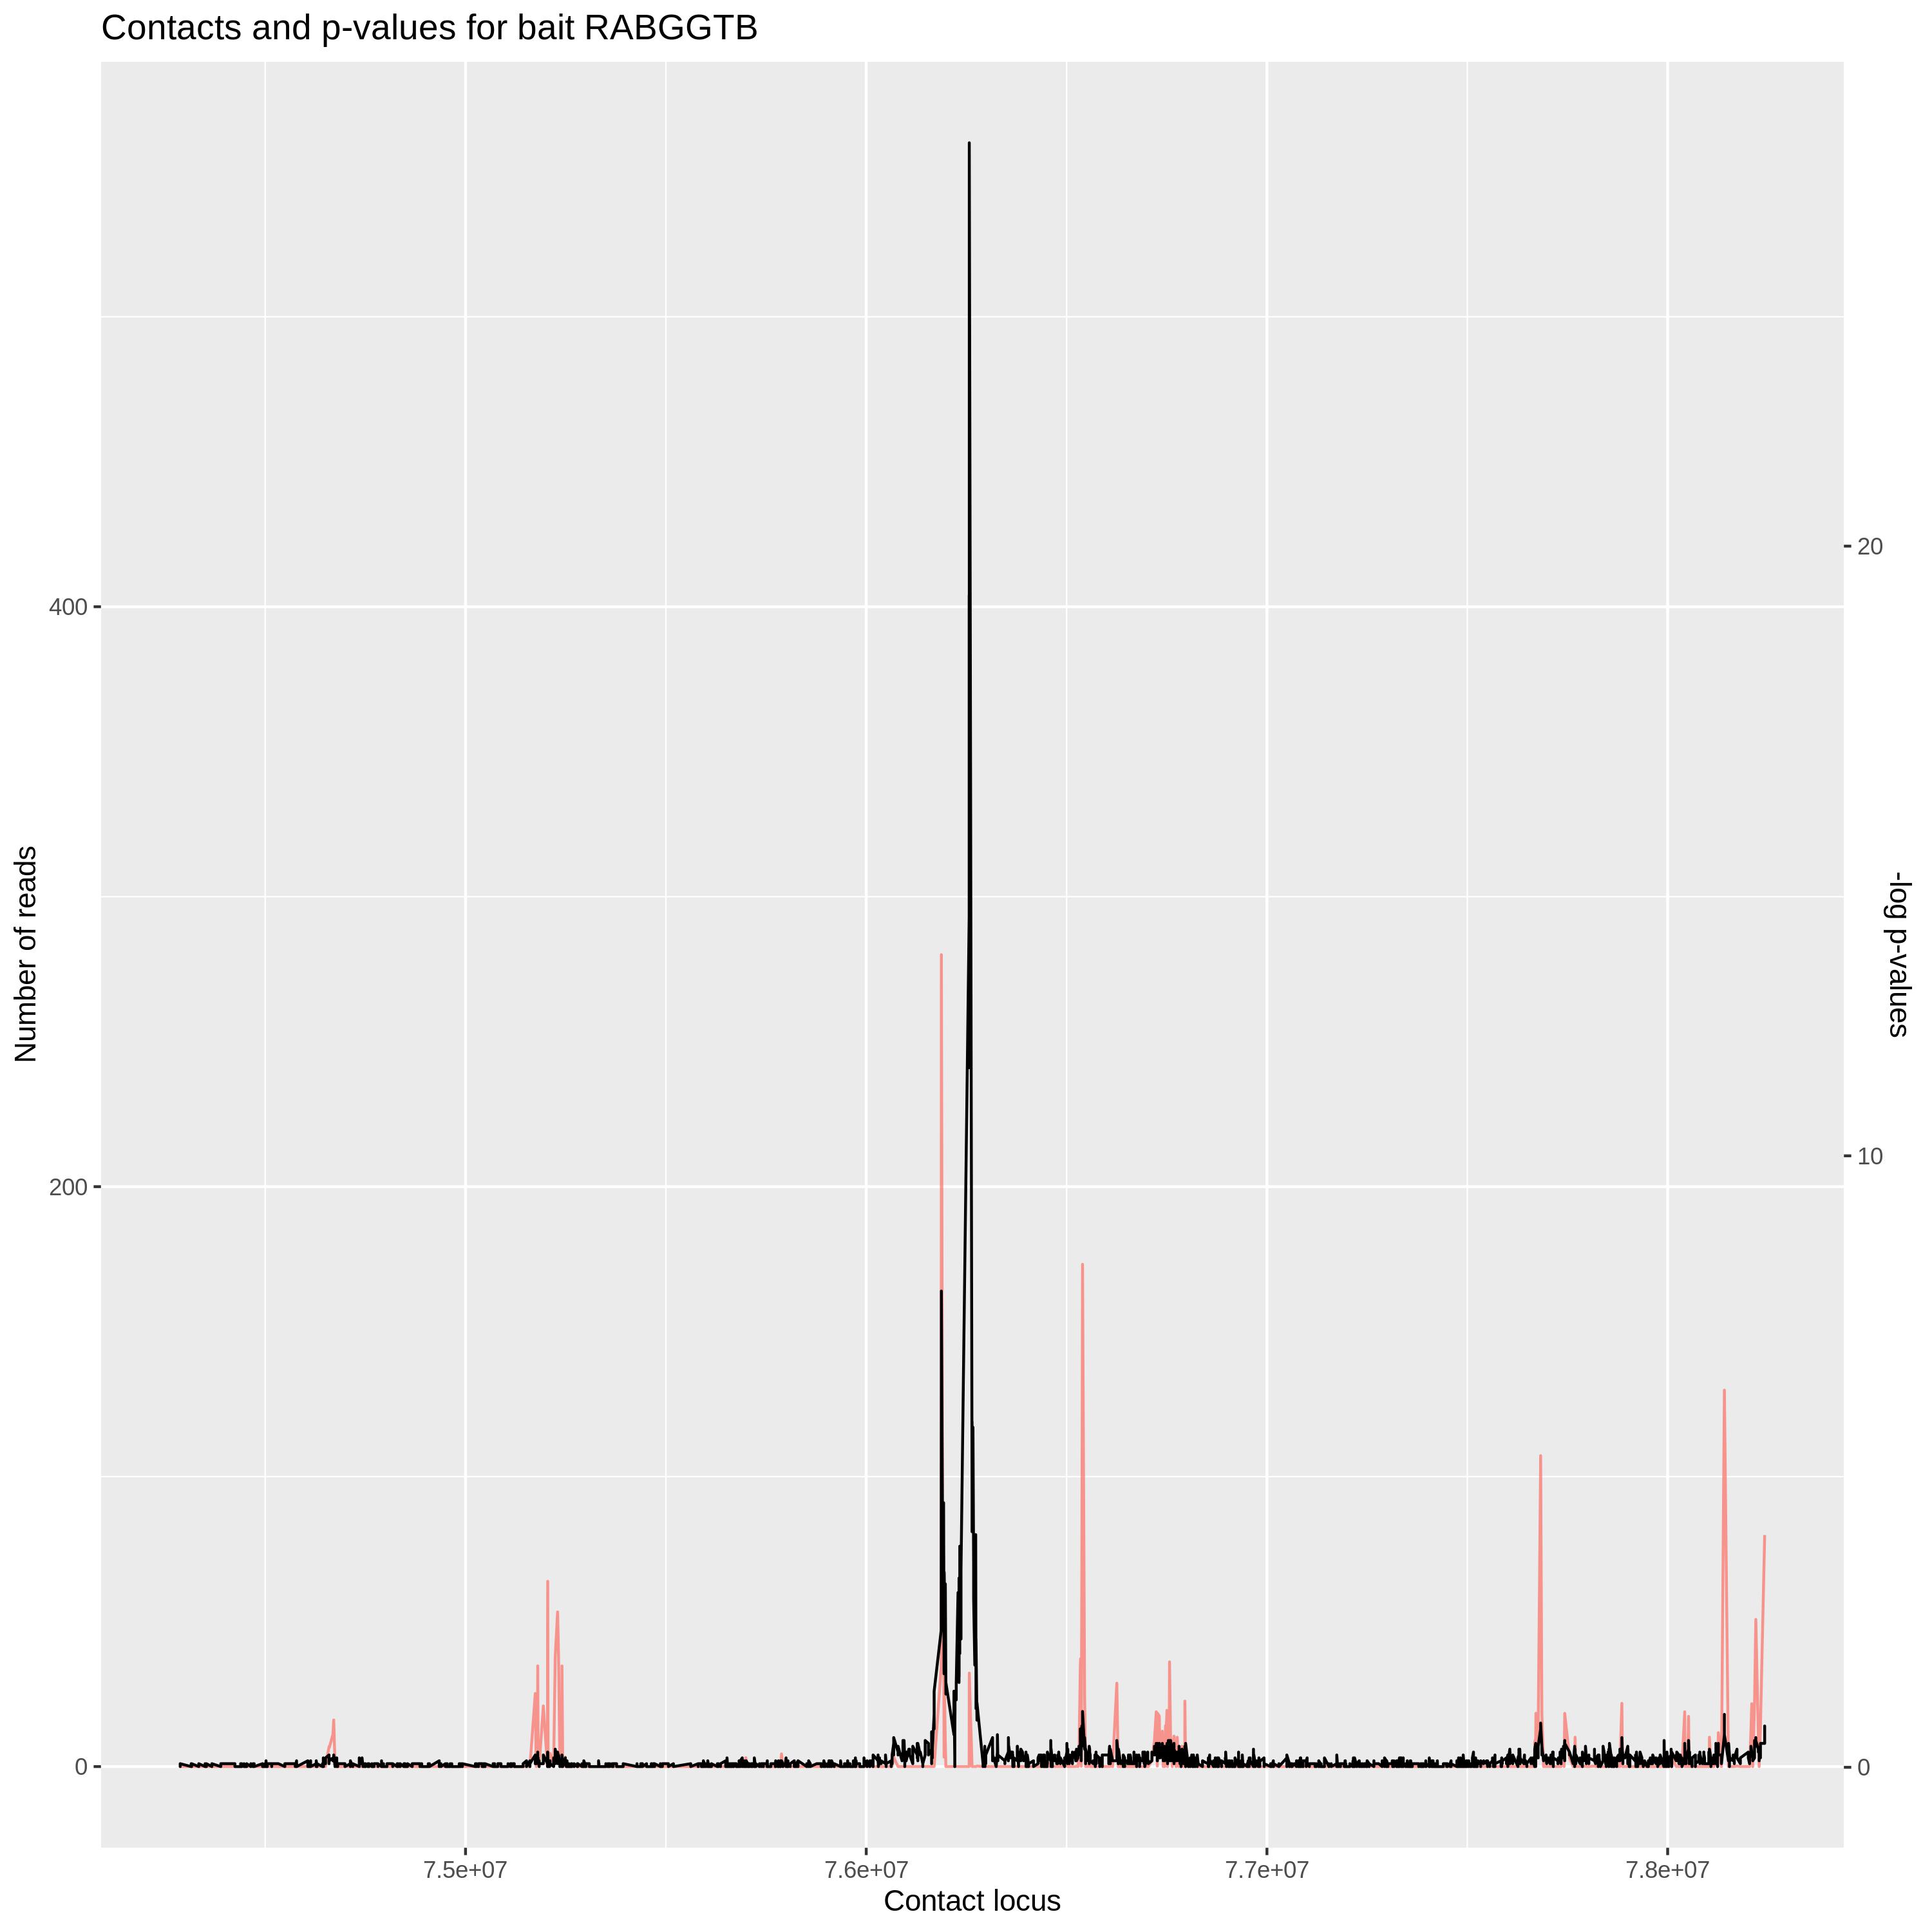 Contacts and p-values for bait RABGGTB
Number of reads
400
200
0
20
10
0
-log p-values
7.5e+07
7.6e+07
7.7e+07
7.8e+07
Contact locus